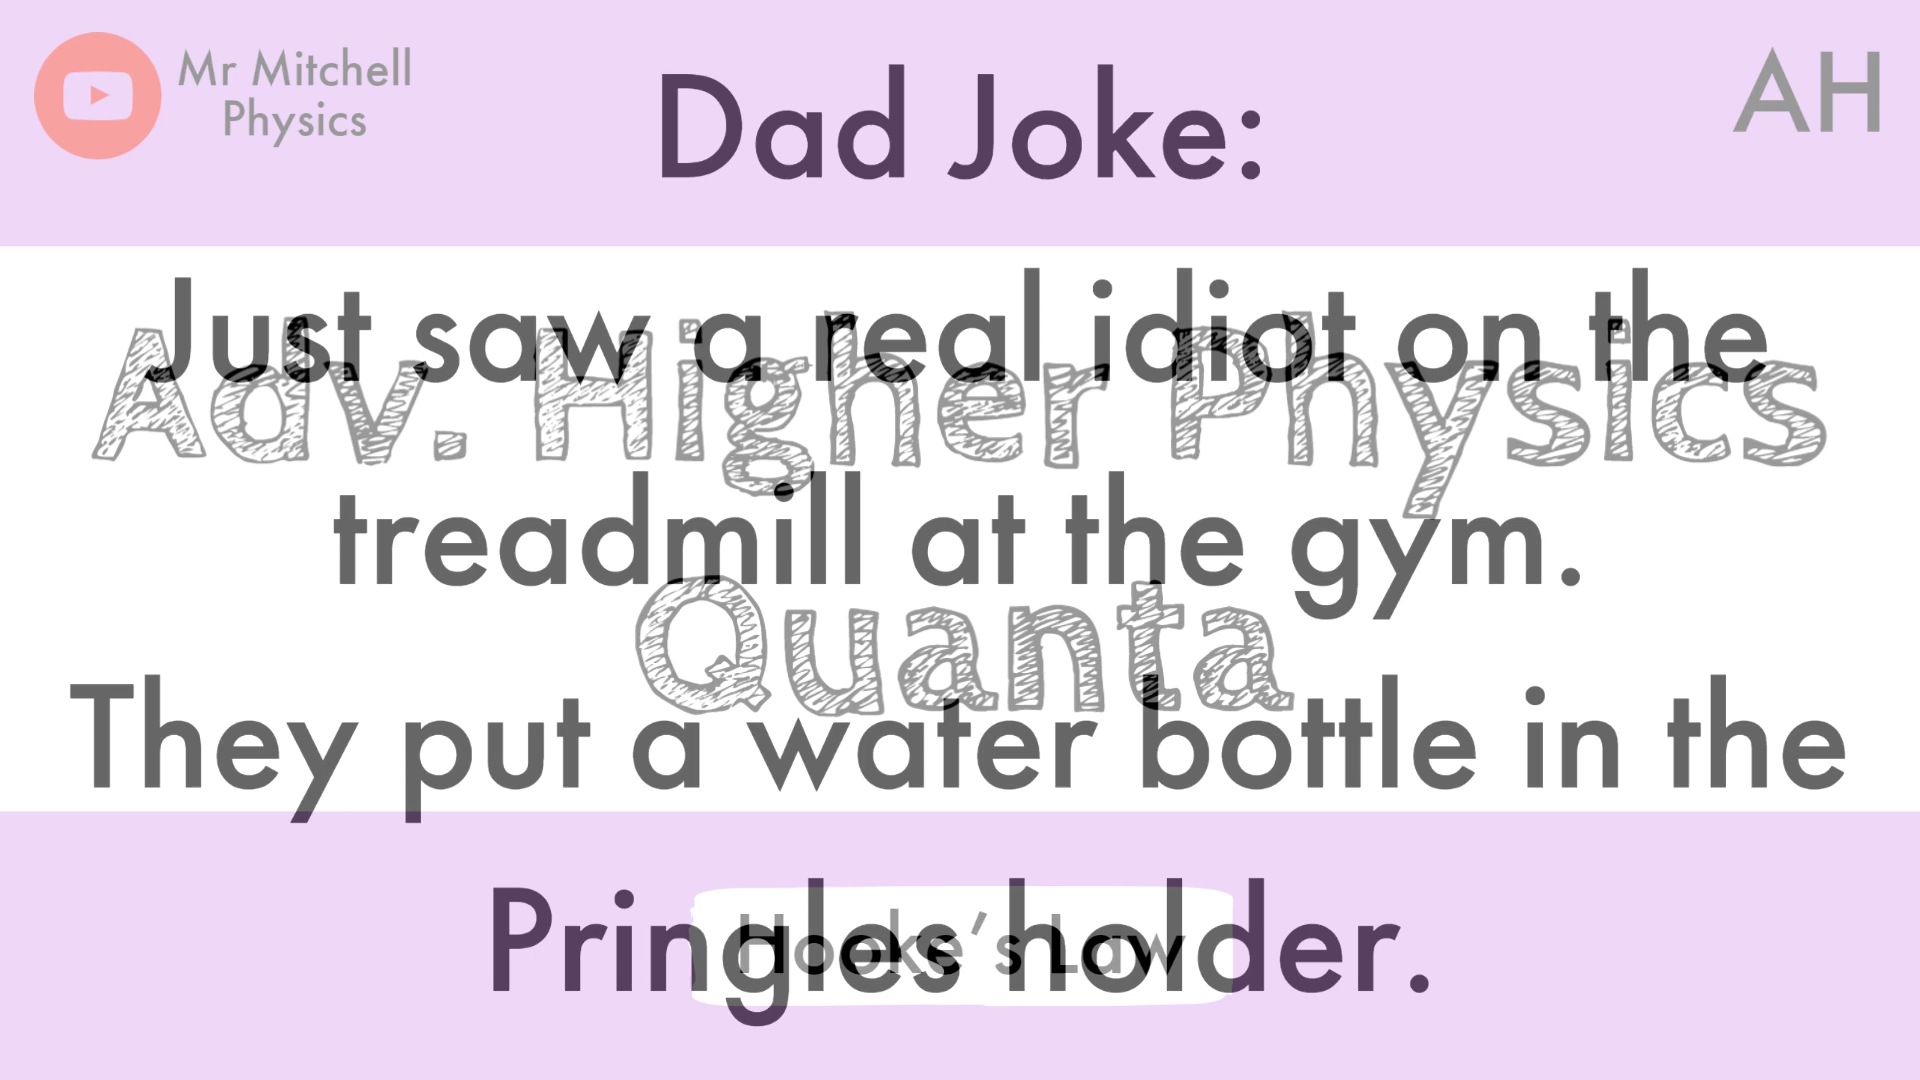 Mr Mitchell
Physics
AH
Dad Joke:
Just saw a real idiot on the
Adv. Higher Physics
treadmill at the gym.
Quanta
They put a water bottle in the
Pringles holder.
Hooke's Law